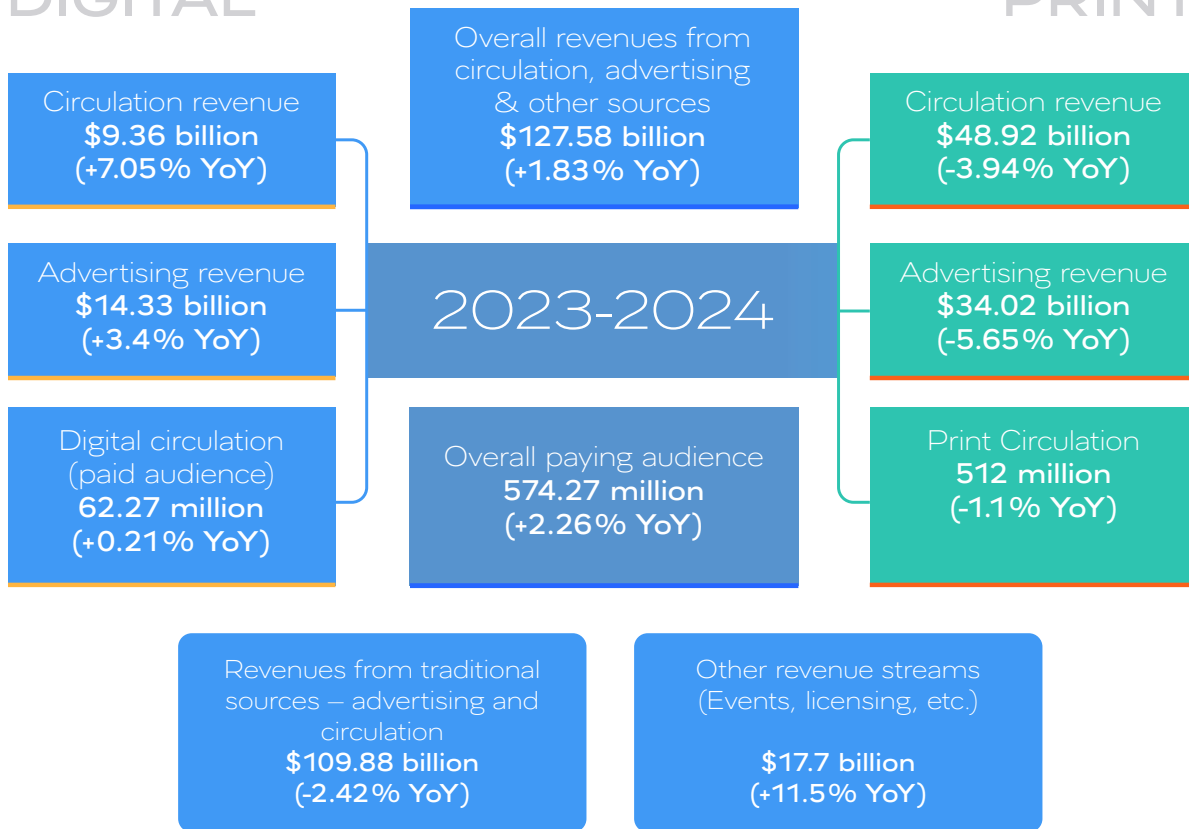 DIGITAL
PRINT
Overall revenues from
circulation, advertising
& other sources
$127.58 billion
(+1.83% YoY)
Circulation revenue
$9.36 billion
(+7.05% YoY)
Circulation revenue
$48.92 billion
(-3.94% YoY)
Advertising revenue
$14.33 billion
(+3.4% YoY)
2023-2024
Advertising revenue
$34.02 billion
(-5.65% YoY)
Digital circulation
(paid audience)
62.27 million
(+0.21% YoY)
Overall paying audience
574.27 million
(+2.26% YoY)
Print Circulation
512 million
(-1.1% YoY)
Revenues from traditional
sources – advertising and
circulation
$109.88 billion
(-2.42% YoY)
Other revenue streams
(Events, licensing, etc.)
$17.7 billion
(+11.5% YoY)